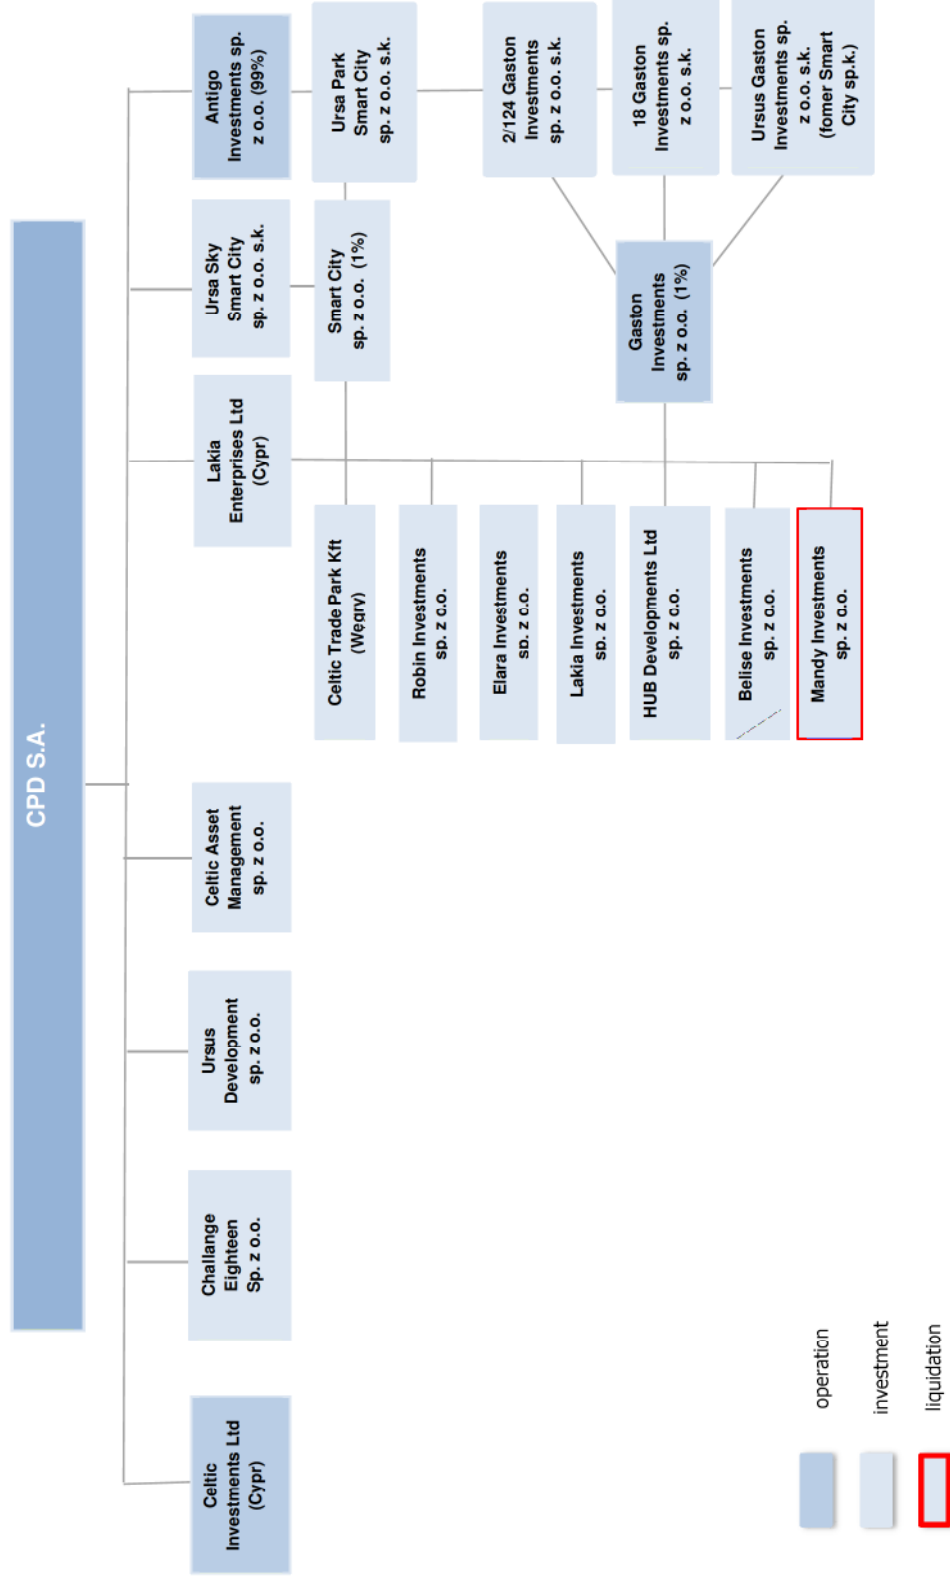 CPD S.A.
Celtic
Investments Ltd
(Cypr)
Challange
Eighteen
Sp. z o.o.
Ursus
Development
sp. z o.o.
Celtic Asset
Management
sp. z o.o.
Lakia
Enterprises Ltd
(Cypr)
Ursa Sky
Smart City
sp. z o.o. s.k.
Antigo
Investments sp.
z o.o. (99%)
Celtic Trade Park Kft
(Węgry)
Smart City
sp. z o.o. (1%)
Ursa Park
Smart City
sp. z o.o. s.k.
Robin Investments
sp. z o.o.
Elara Investments
sp. z o.o.
2/124 Gaston
Investments
sp. z o.o. s.k.
Lakia Investments
sp. z o.o.
HUB Developments Ltd
sp. z o.o.
Gaston
Investments
sp. z o.o. (1%)
18 Gaston
Investments sp.
z o.o. s.k.
Belise Investments
sp. z o.o.
Ursus Gaston
Investments sp.
z o.o. s.k.
(fomer Smart
City sp.k.)
Mandy Investments
sp. z o.o.
operation
investment
liquidation